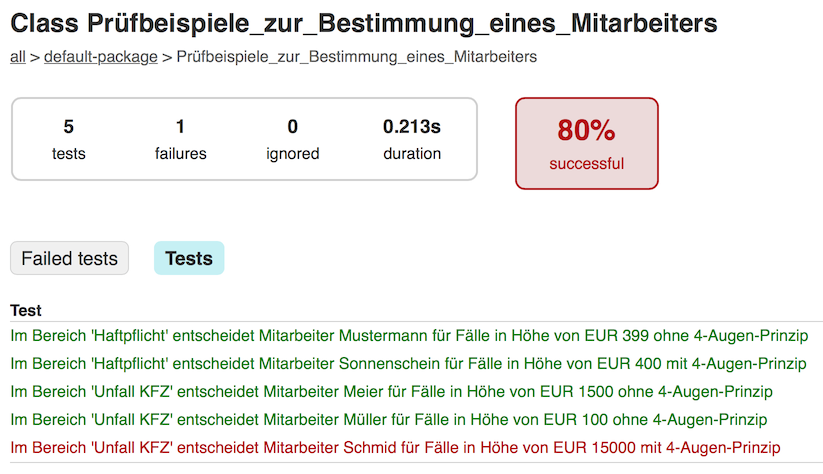 Class Prüfbeispiele_zur_Bestimmung_eines_Mitarbeiters
all > default-package > Prüfbeispiele_zur_Bestimmung_eines_Mitarbeiters
5 1 0 0.213s 80%
tests failures ignored duration successful
Failed tests Tests
Test
Im Bereich 'Haftpflicht' entscheidet Mitarbeiter Mustermann für Fälle in Höhe von EUR 399 ohne 4-Augen-Prinzip
Im Bereich 'Haftpflicht' entscheidet Mitarbeiter Sonnenschein für Fälle in Höhe von EUR 400 mit 4-Augen-Prinzip
Im Bereich 'Unfall KFZ' entscheidet Mitarbeiter Meier für Fälle in Höhe von EUR 1500 ohne 4-Augen-Prinzip
Im Bereich 'Unfall KFZ' entscheidet Mitarbeiter Müller für Fälle in Höhe von EUR 100 ohne 4-Augen-Prinzip
Im Bereich 'Unfall KFZ' entscheidet Mitarbeiter Schmid für Fälle in Höhe von EUR 15000 mit 4-Augen-Prinzip